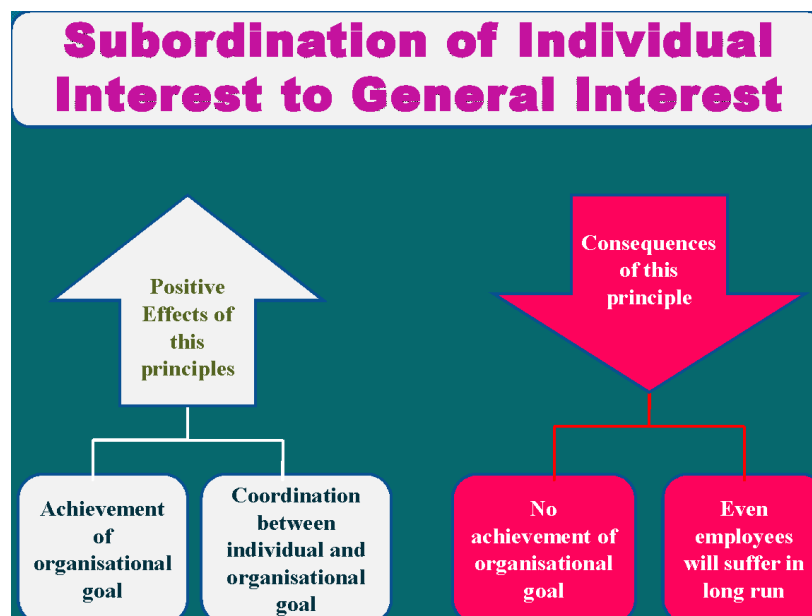 Subordination of Individual
Interest to General Interest
Positive
Effects of
this
principles
Consequences
of this
principle
Achievement
of
organisational
goal
Coordination
between
individual and
organisational
goal
No
achievement of
organisational
goal
Even
employees
will suffer in
long run